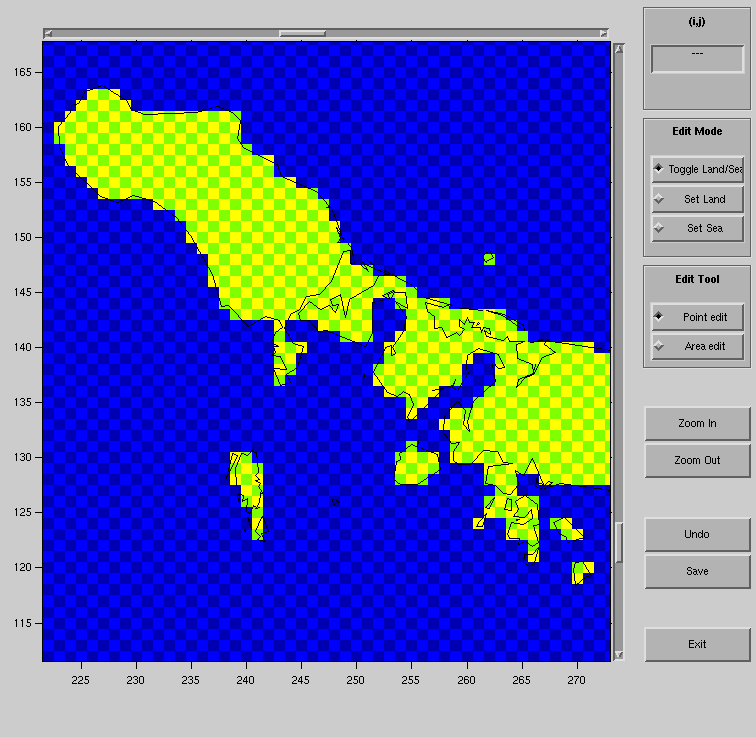 (i,j)
---
Edit Mode
Toggle Land/Sea
Set Land
Set Sea
Edit Tool
Point edit
Area edit
Zoom In
Zoom Out
Undo
Save
Exit
165
160
155
150
145
140
135
130
125
120
115
225 230 235 240 245 250 255 260 265 270